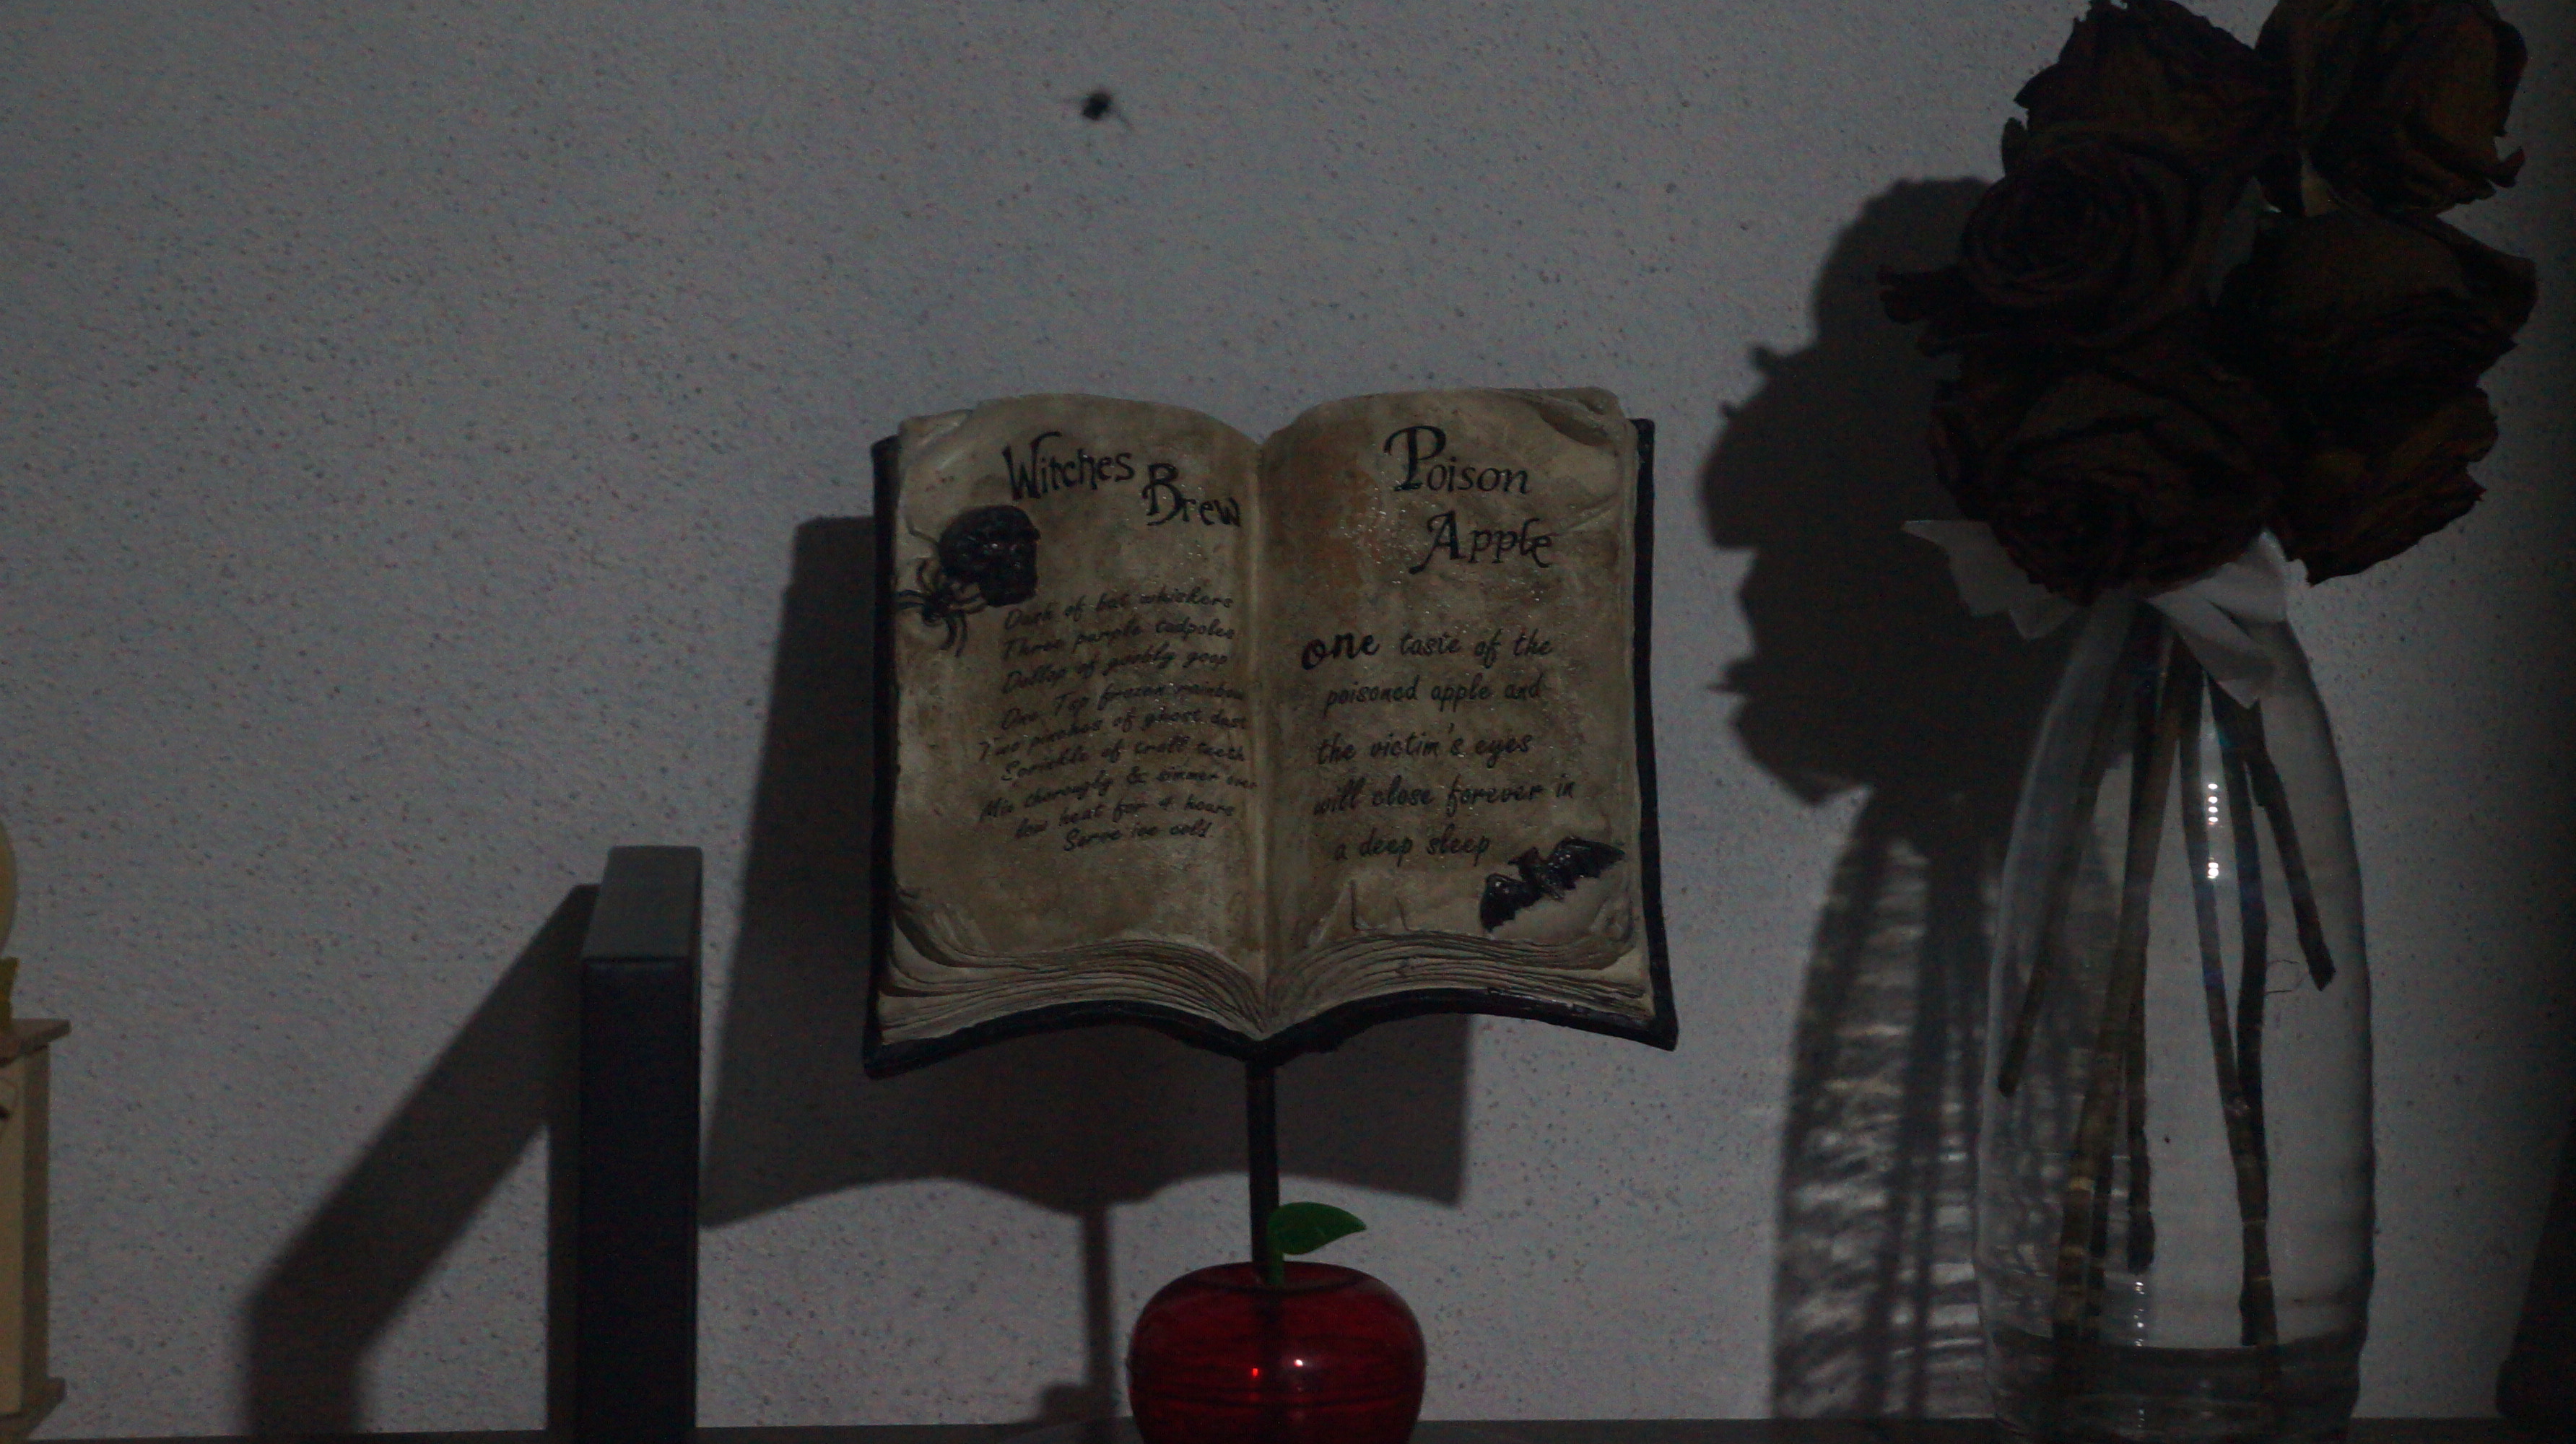 Witches
Brew
Dash of bat whiskers
Three purple tadpoles
Dollop of goobly goop
One Tsp frozen rainbow
Two pinches of ghost dust
Sprinkle of troll teeth
Mix thorougly & simmer over
low heat for 4 hours
Serve ice cold
Poison
Apple
one taste of the
poisoned apple and
the victim's eyes
will close forever in
a deep sleep